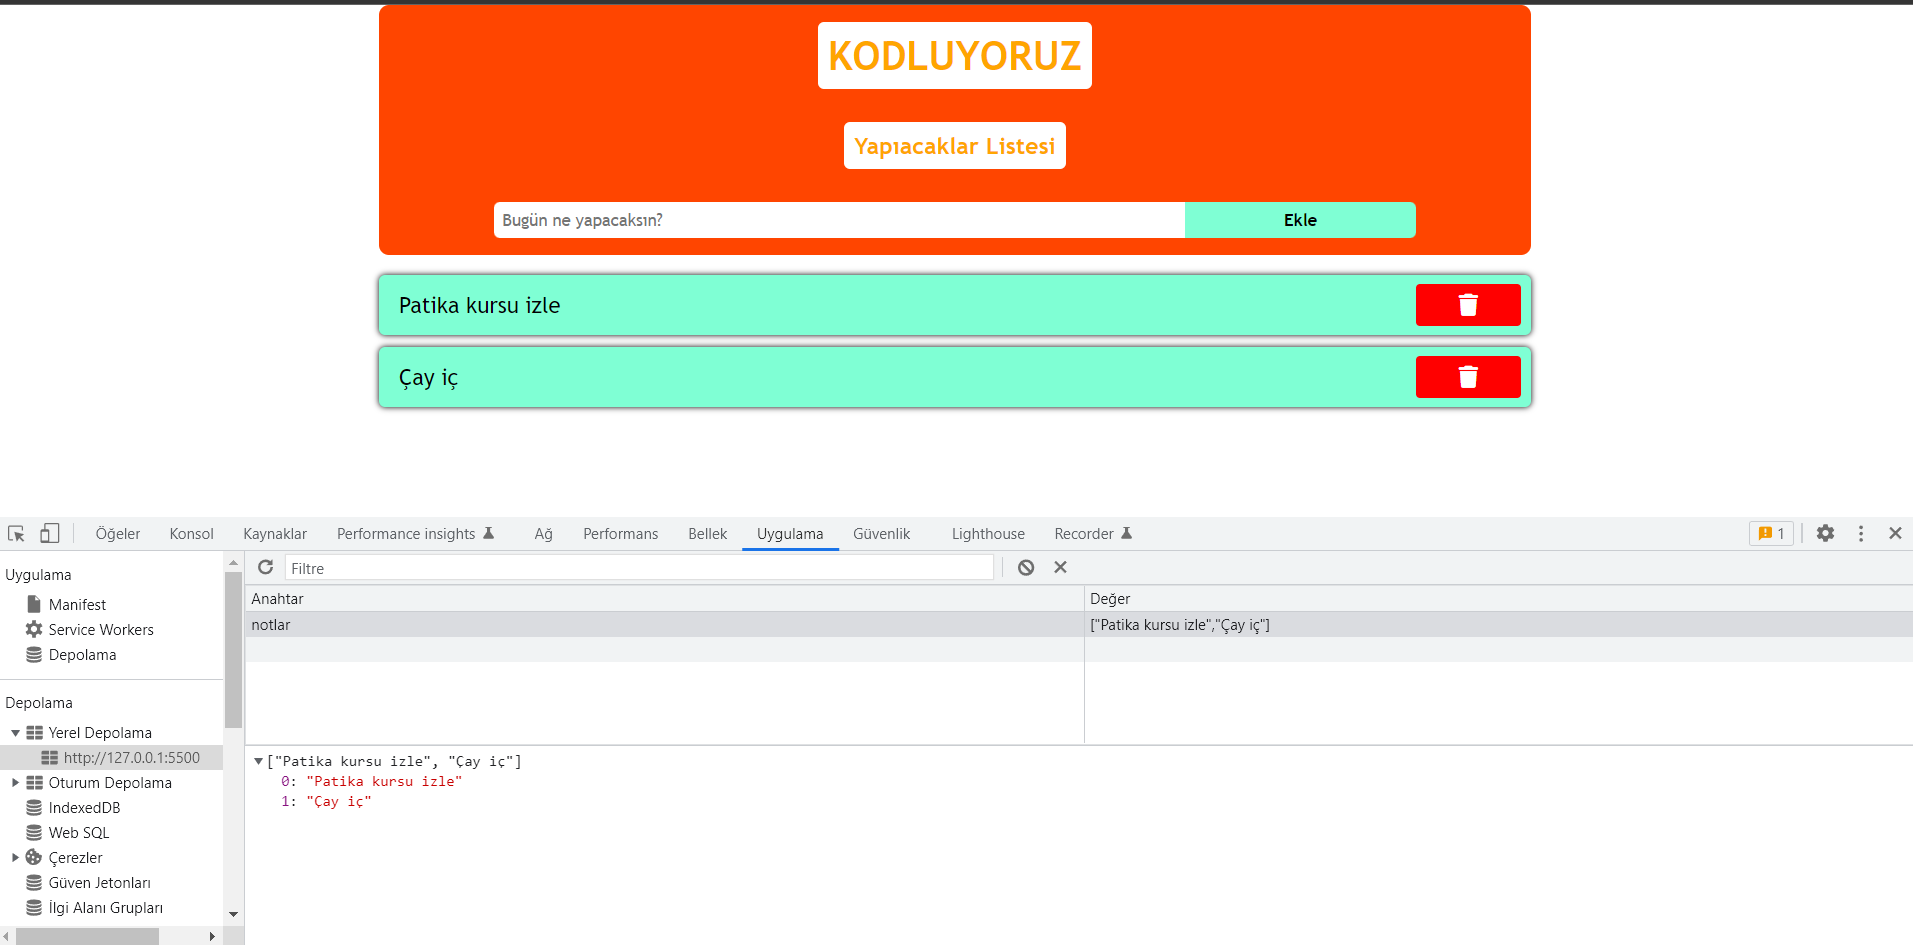 KODLUYORUZ
Yapıacaklar Listesi
Bugün ne yapacaksın?
Ekle
Patika kursu izle
Çay iç
Öğeler Konsol Kaynaklar Performance insights Ağ Performans Bellek Uygulama Güvenlik Lighthouse Recorder 1
Uygulama
Manifest
Service Workers
Depolama
Depolama
Yerel Depolama
http://127.0.0.1:5500
Oturum Depolama
IndexedDB
Web SQL
Çerezler
Güven Jetonları
İlgi Alanı Grupları
Filtre
Anahtar Değer
notlar ["Patika kursu izle","Çay iç"]
["Patika kursu izle", "Çay iç"]
0: "Patika kursu izle"
1: "Çay iç"